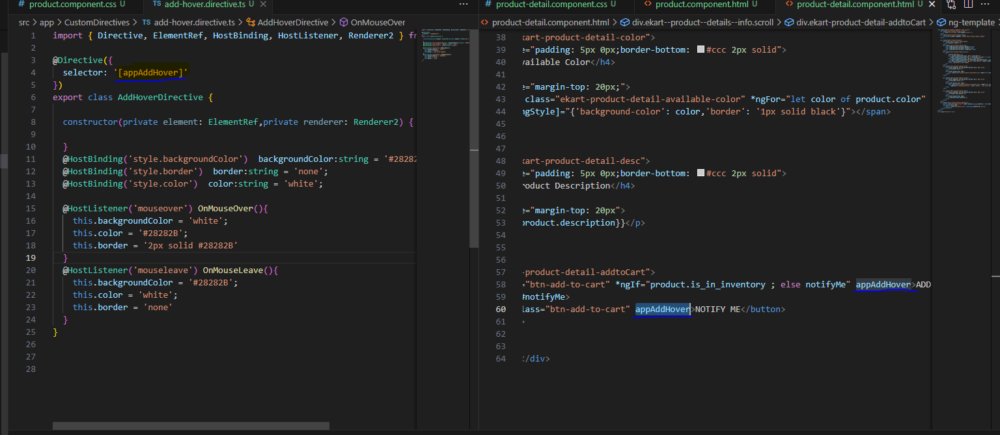 # product.component.css U
TS add-hover.directive.ts U ×
···
src > app > CustomDirectives > TS add-hover.directive.ts > AddHoverDirective > OnMouseOver
1 import { Directive, ElementRef, HostBinding, HostListener, Renderer2 } fr
2
3 @Directive({
4   selector: '[appAddHover]'
5 })
6 export class AddHoverDirective {
7
8   constructor(private element: ElementRef,private renderer: Renderer2) {
9
10   }
11   @HostBinding('style.backgroundColor')  backgroundColor:string = '#28282
12   @HostBinding('style.border')  border:string = 'none';
13   @HostBinding('style.color')  color:string = 'white';
14
15   @HostListener('mouseover') OnMouseOver(){
16     this.backgroundColor = 'white';
17     this.color = '#28282B';
18     this.border = '2px solid #28282B'
19   }
20   @HostListener('mouseleave') OnMouseLeave(){
21     this.backgroundColor = '#28282B';
22     this.color = 'white';
23     this.border = 'none'
24   }
25 }
26
27
28
# product-detail.component.css U
<> product.component.html U
<> product-detail.component.html U ×
···
<> product-detail.component.html > div.ekart--product--details--info.scroll > div.ekart-product-detail-addtoCart > ng-template
38 kart-product-detail-color">
39 e="padding: 5px 0px;border-bottom: #ccc 2px solid">
40 vailable Color</h4>
41
42 e="margin-top: 20px;">
43 class="ekart-product-detail-available-color" *ngFor="let color of product.color"
44 ngStyle]="{'background-color': color,'border': '1px solid black'}"></span>
45
46
47
48 kart-product-detail-desc">
49 e="padding: 5px 0px;border-bottom: #ccc 2px solid">
50 roduct Description</h4>
51
52 e="margin-top: 20px">
53 product.description}}</p>
54
55
56
57 -product-detail-addtoCart">
58 ="btn-add-to-cart" *ngIf="product.is_in_inventory ; else notifyMe" appAddHover>ADD
59 #notifyMe>
60 lass="btn-add-to-cart" appAddHover>NOTIFY ME</button>
61 >
62
63
64 </div>